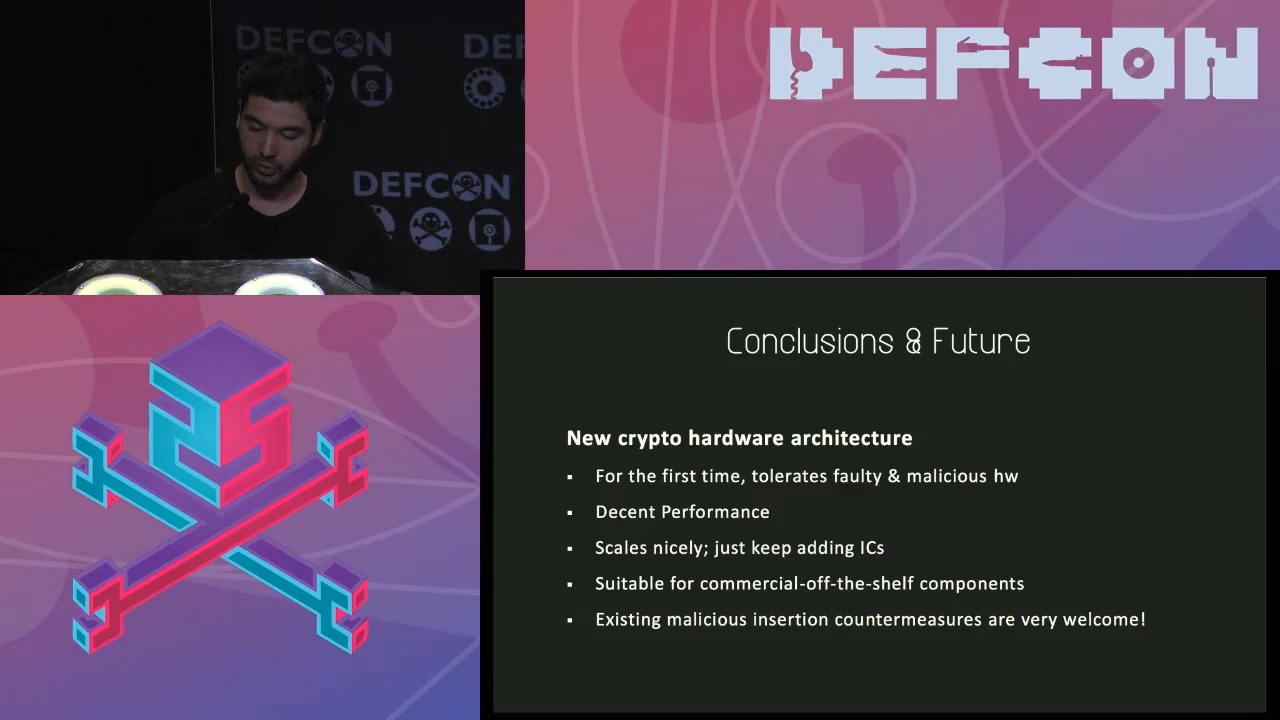 DEFCON
DEF
DEFCON
DEFCON
Conclusions & Future
New crypto hardware architecture
▪ For the first time, tolerates faulty & malicious hw
▪ Decent Performance
▪ Scales nicely; just keep adding ICs
▪ Suitable for commercial-off-the-shelf components
▪ Existing malicious insertion countermeasures are very welcome!